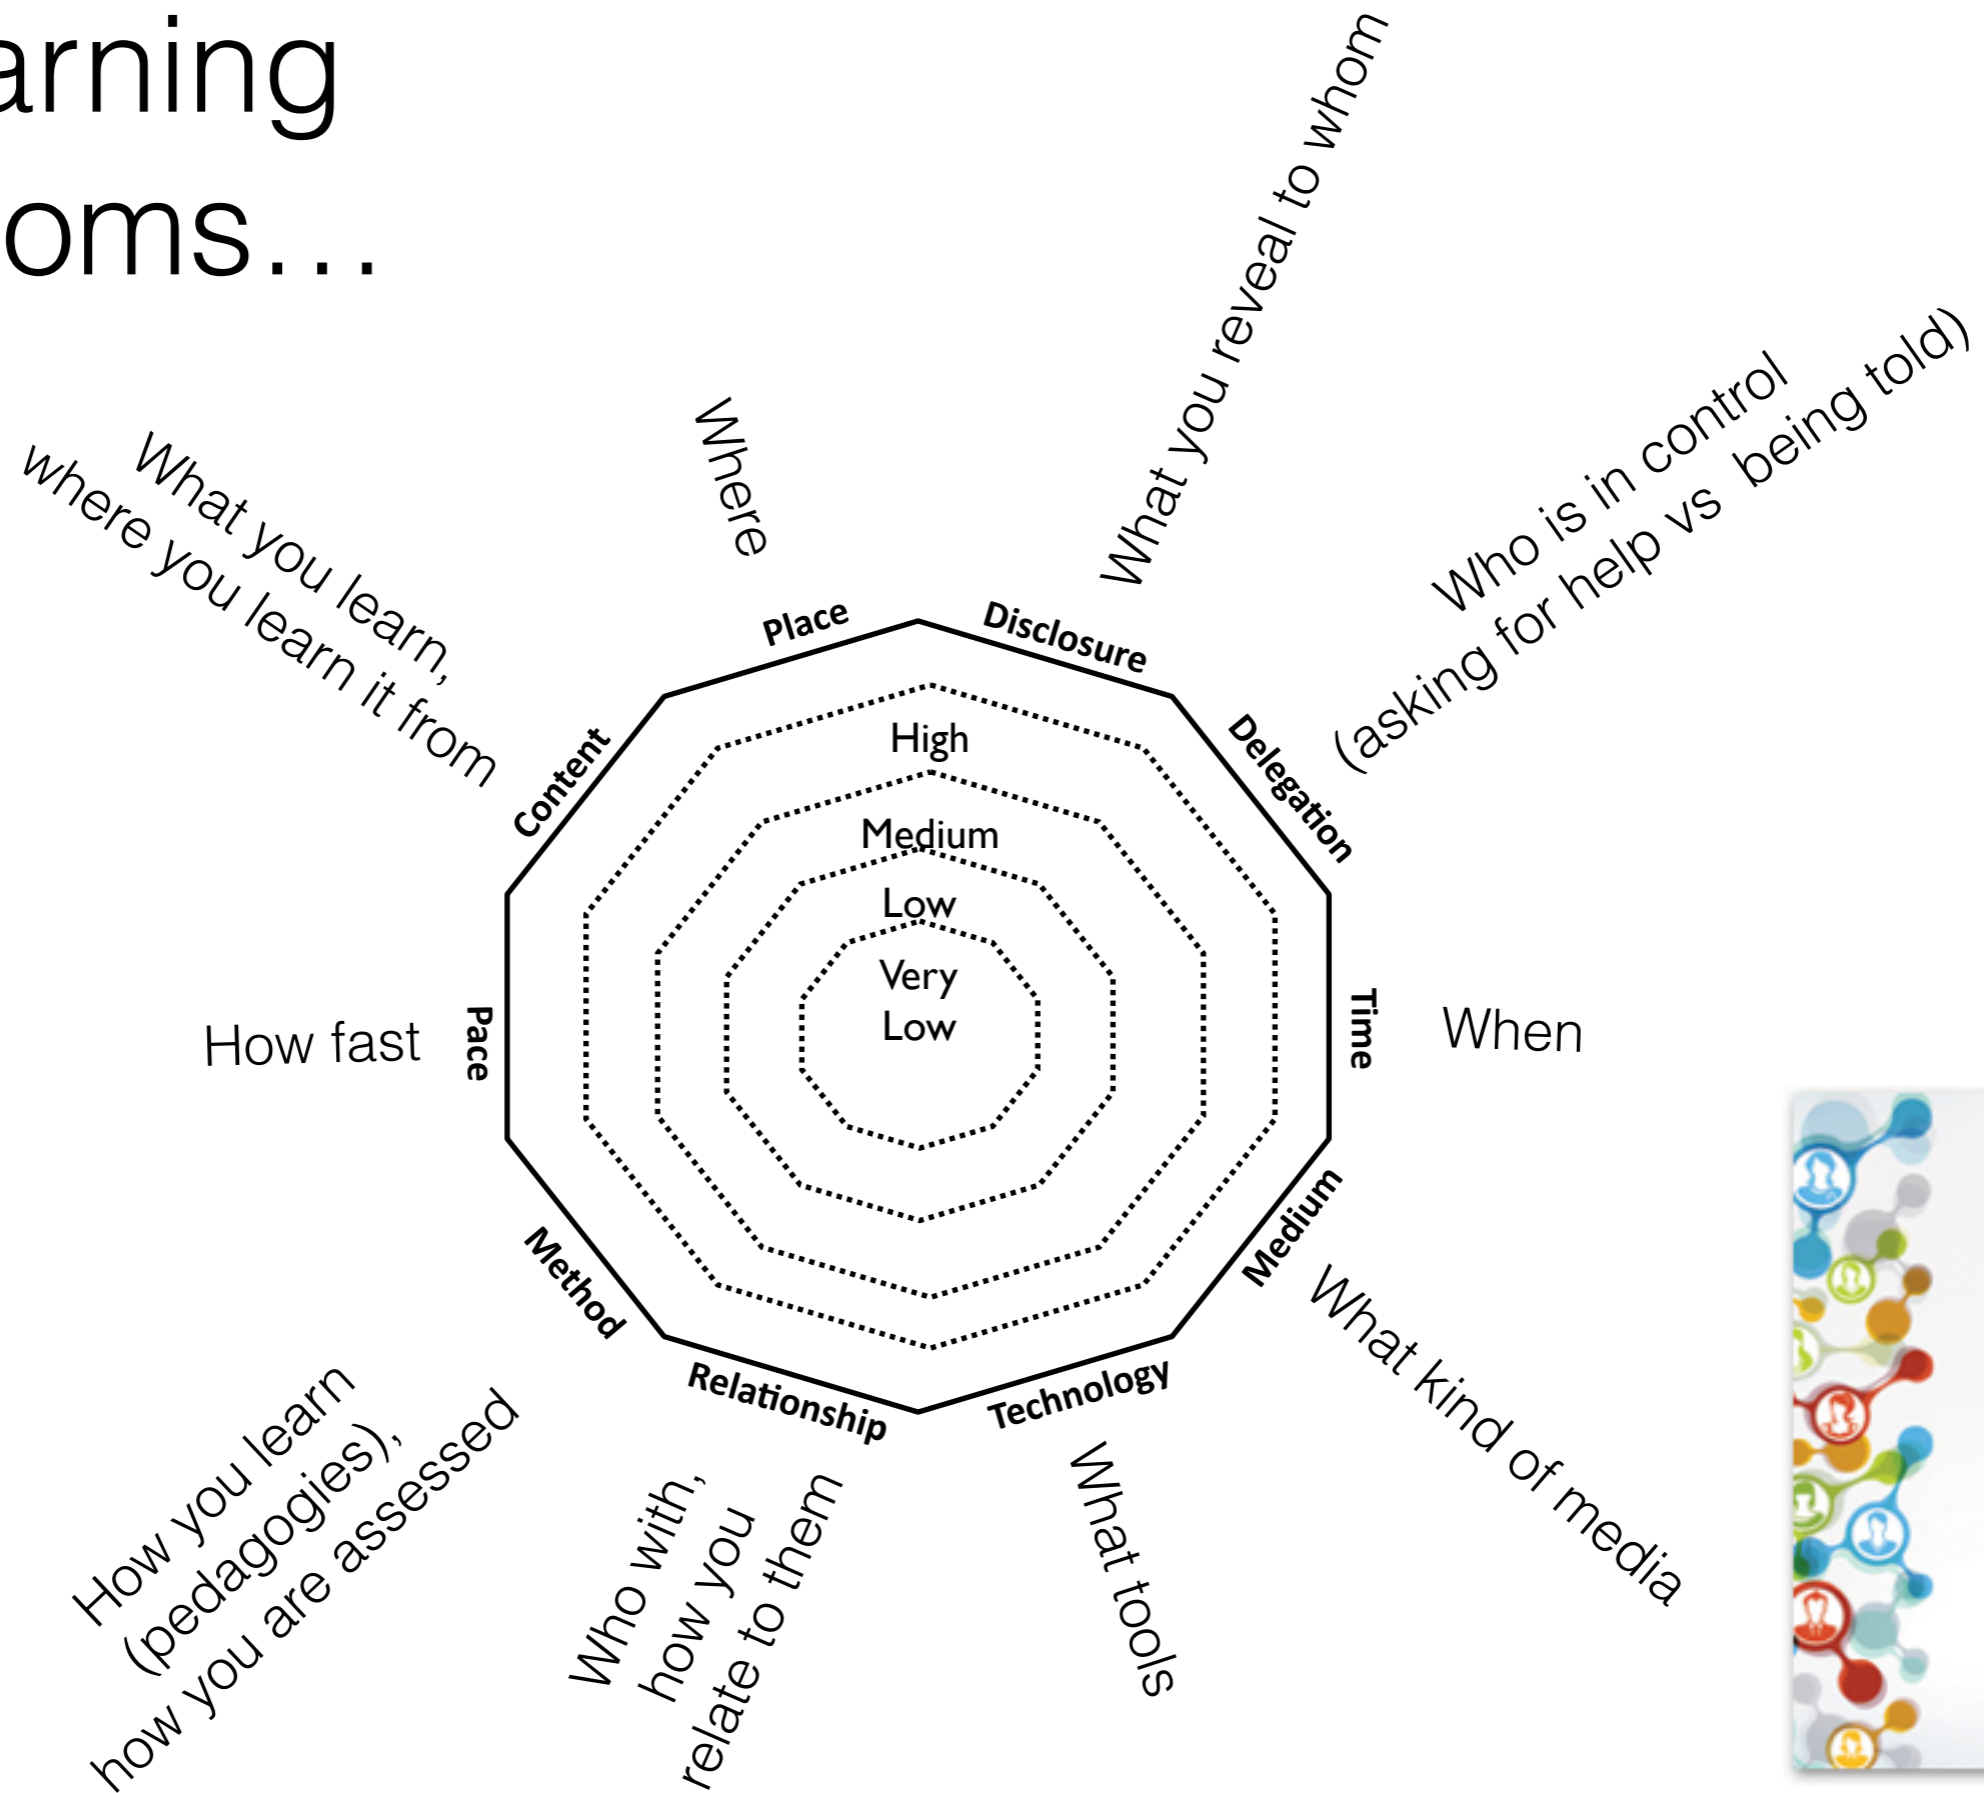 arning
oms...
What you reveal to whom
Where
Who is in control
(asking for help vs being told)
What you learn,
where you learn it from
Place
Disclosure
Content
Delegation
High
Medium
Low
Very
Low
How fast
Pace
Time
When
Method
Medium
Relationship
Technology
What kind of media
How you learn
(pedagogies),
how you are assessed
Who with,
how you
relate to them
What tools